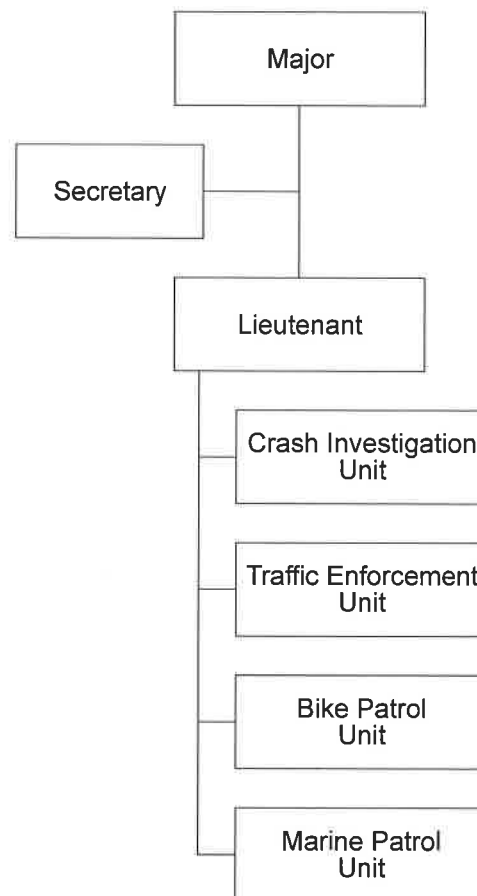 Major
Secretary
Lieutenant
Crash Investigation
Unit
Traffic Enforcement
Unit
Bike Patrol
Unit
Marine Patrol
Unit